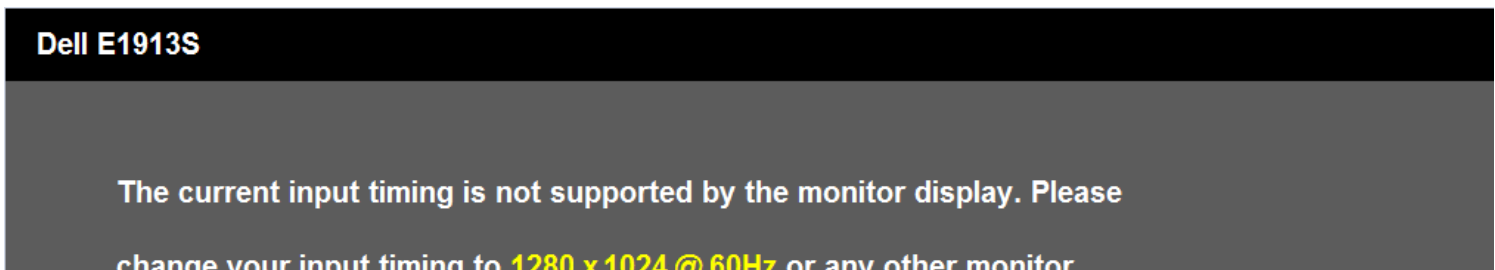 Dell E1913S
The current input timing is not supported by the monitor display. Please
change your input timing to 1280 x 1024 @ 60Hz or any other monitor